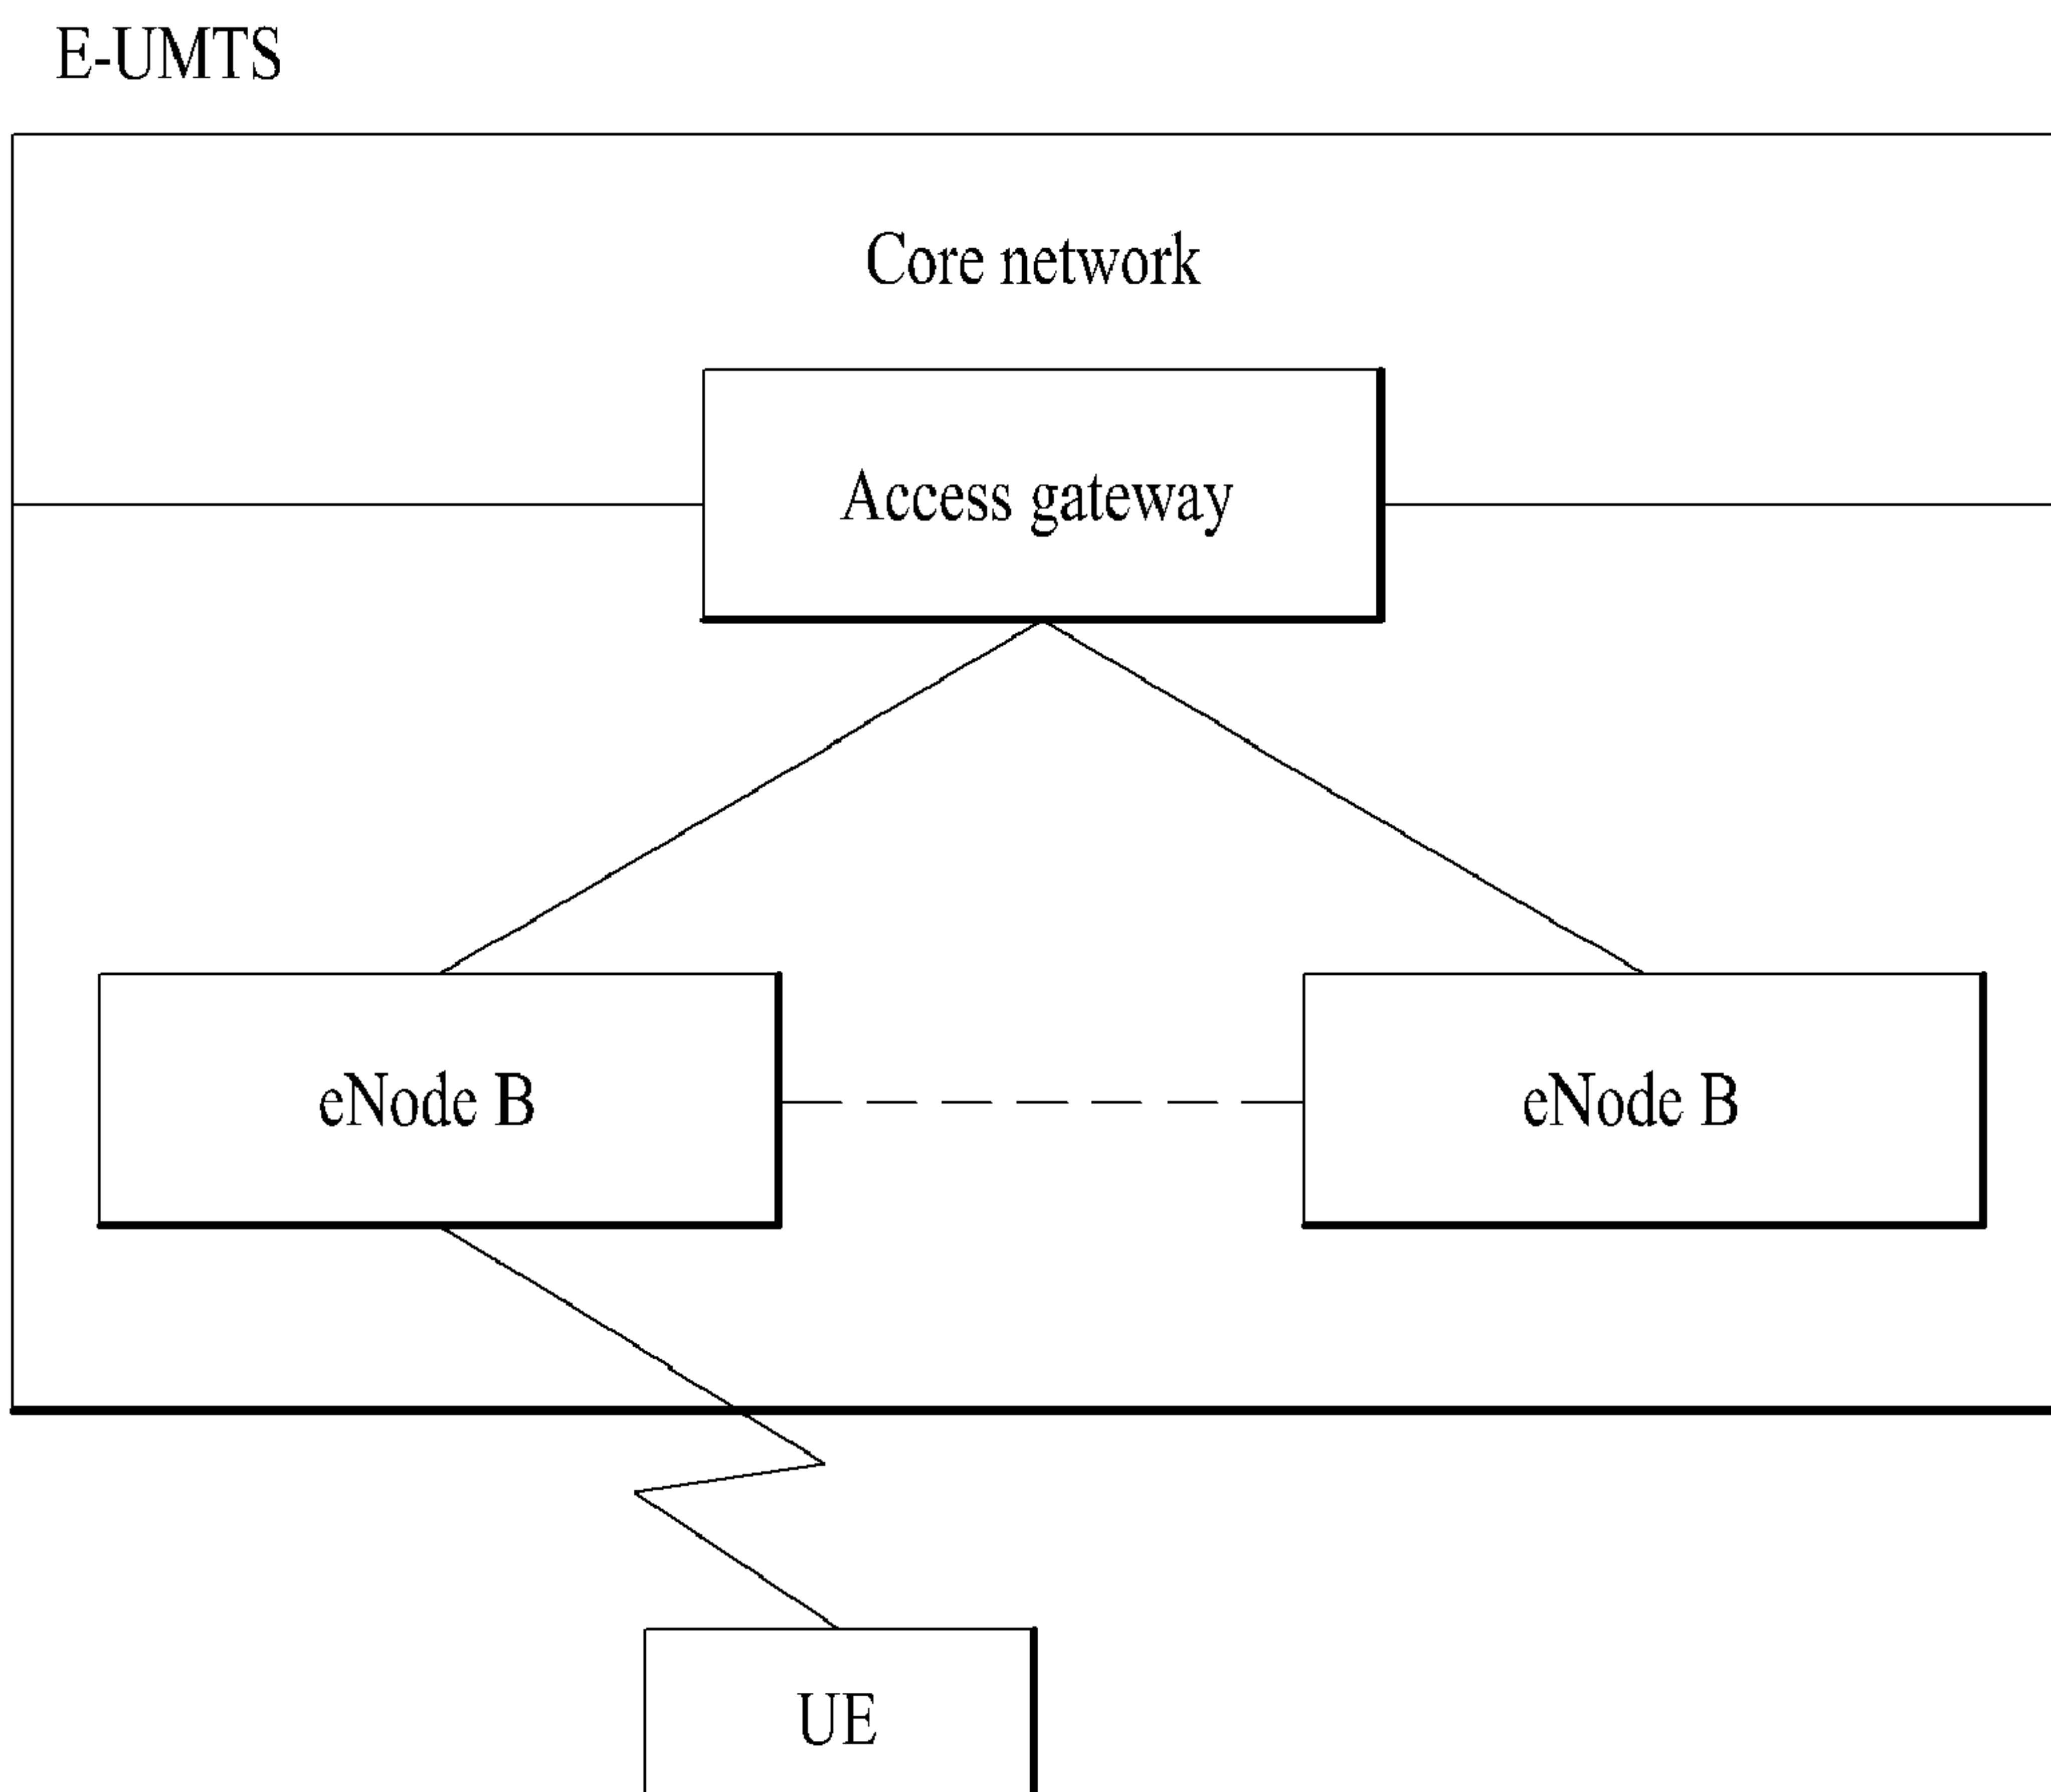 E-UMTS
Core network
Access gateway
eNode B
eNode B
UE